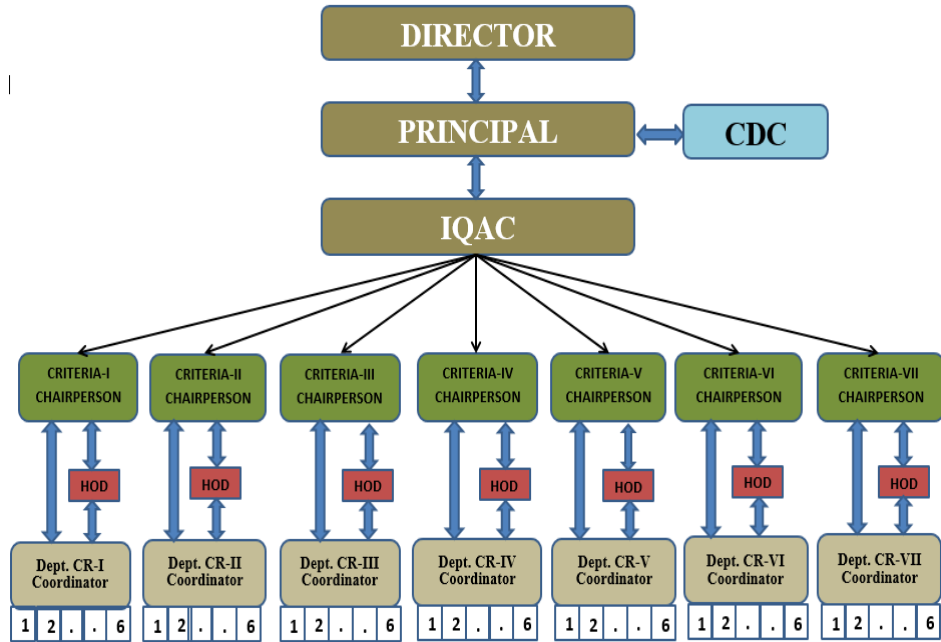 DIRECTOR
PRINCIPAL
CDC
IQAC
CRITERIA-I
CHAIRPERSON
CRITERIA-II
CHAIRPERSON
CRITERIA-III
CHAIRPERSON
CRITERIA-IV
CHAIRPERSON
CRITERIA-V
CHAIRPERSON
CRITERIA-VI
CHAIRPERSON
CRITERIA-VII
CHAIRPERSON
HOD
HOD
HOD
HOD
HOD
HOD
HOD
Dept. CR-I
Coordinator
Dept. CR-II
Coordinator
Dept. CR-III
Coordinator
Dept. CR-IV
Coordinator
Dept. CR-V
Coordinator
Dept. CR-VI
Coordinator
Dept. CR-VII
Coordinator
1 2 . . 6
1 2 . . 6
1 2 . . 6
1 2 . . 6
1 2 . . 6
1 2 . . 6
1 2 . . 6